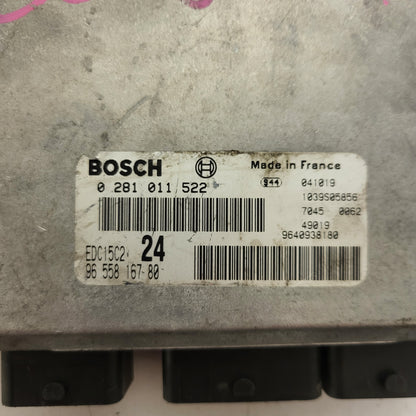 BOSCH Made in France
0 281 011 522 S44 041019
1039S05856
7045 0062
49019
9640938180
EDC15C2 24
96 558 167 80